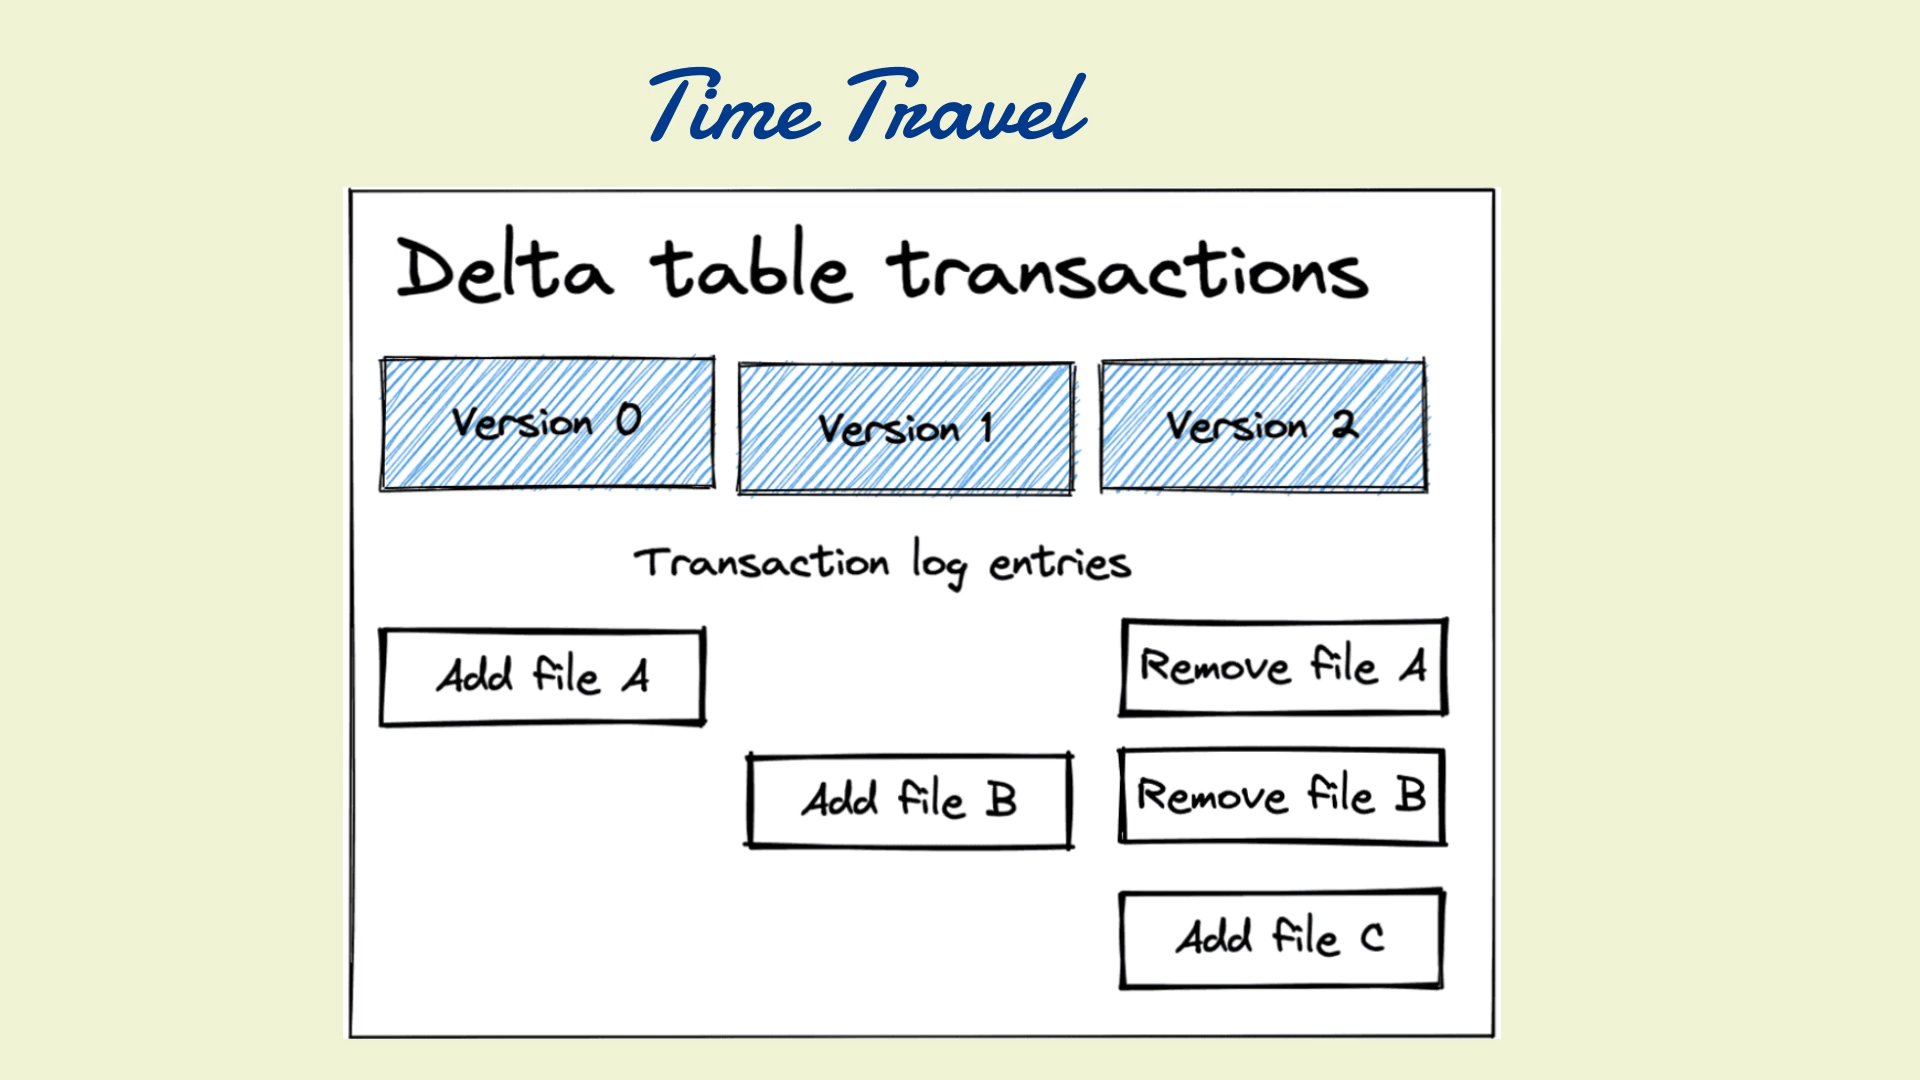 Time Travel
Delta table transactions
Version 0
Version 1
Version 2
Transaction log entries
Add file A
Add file B
Remove file A
Remove file B
Add file C